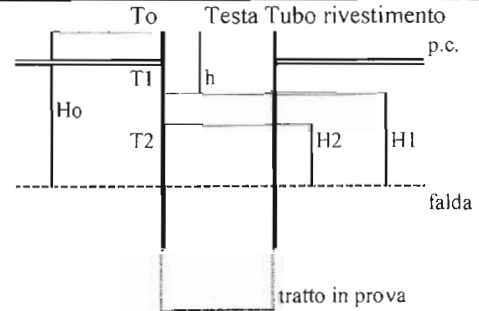 To Testa Tubo rivestimento
p.c.
T1 h
Ho
T2 H2 H1
falda
tratto in prova